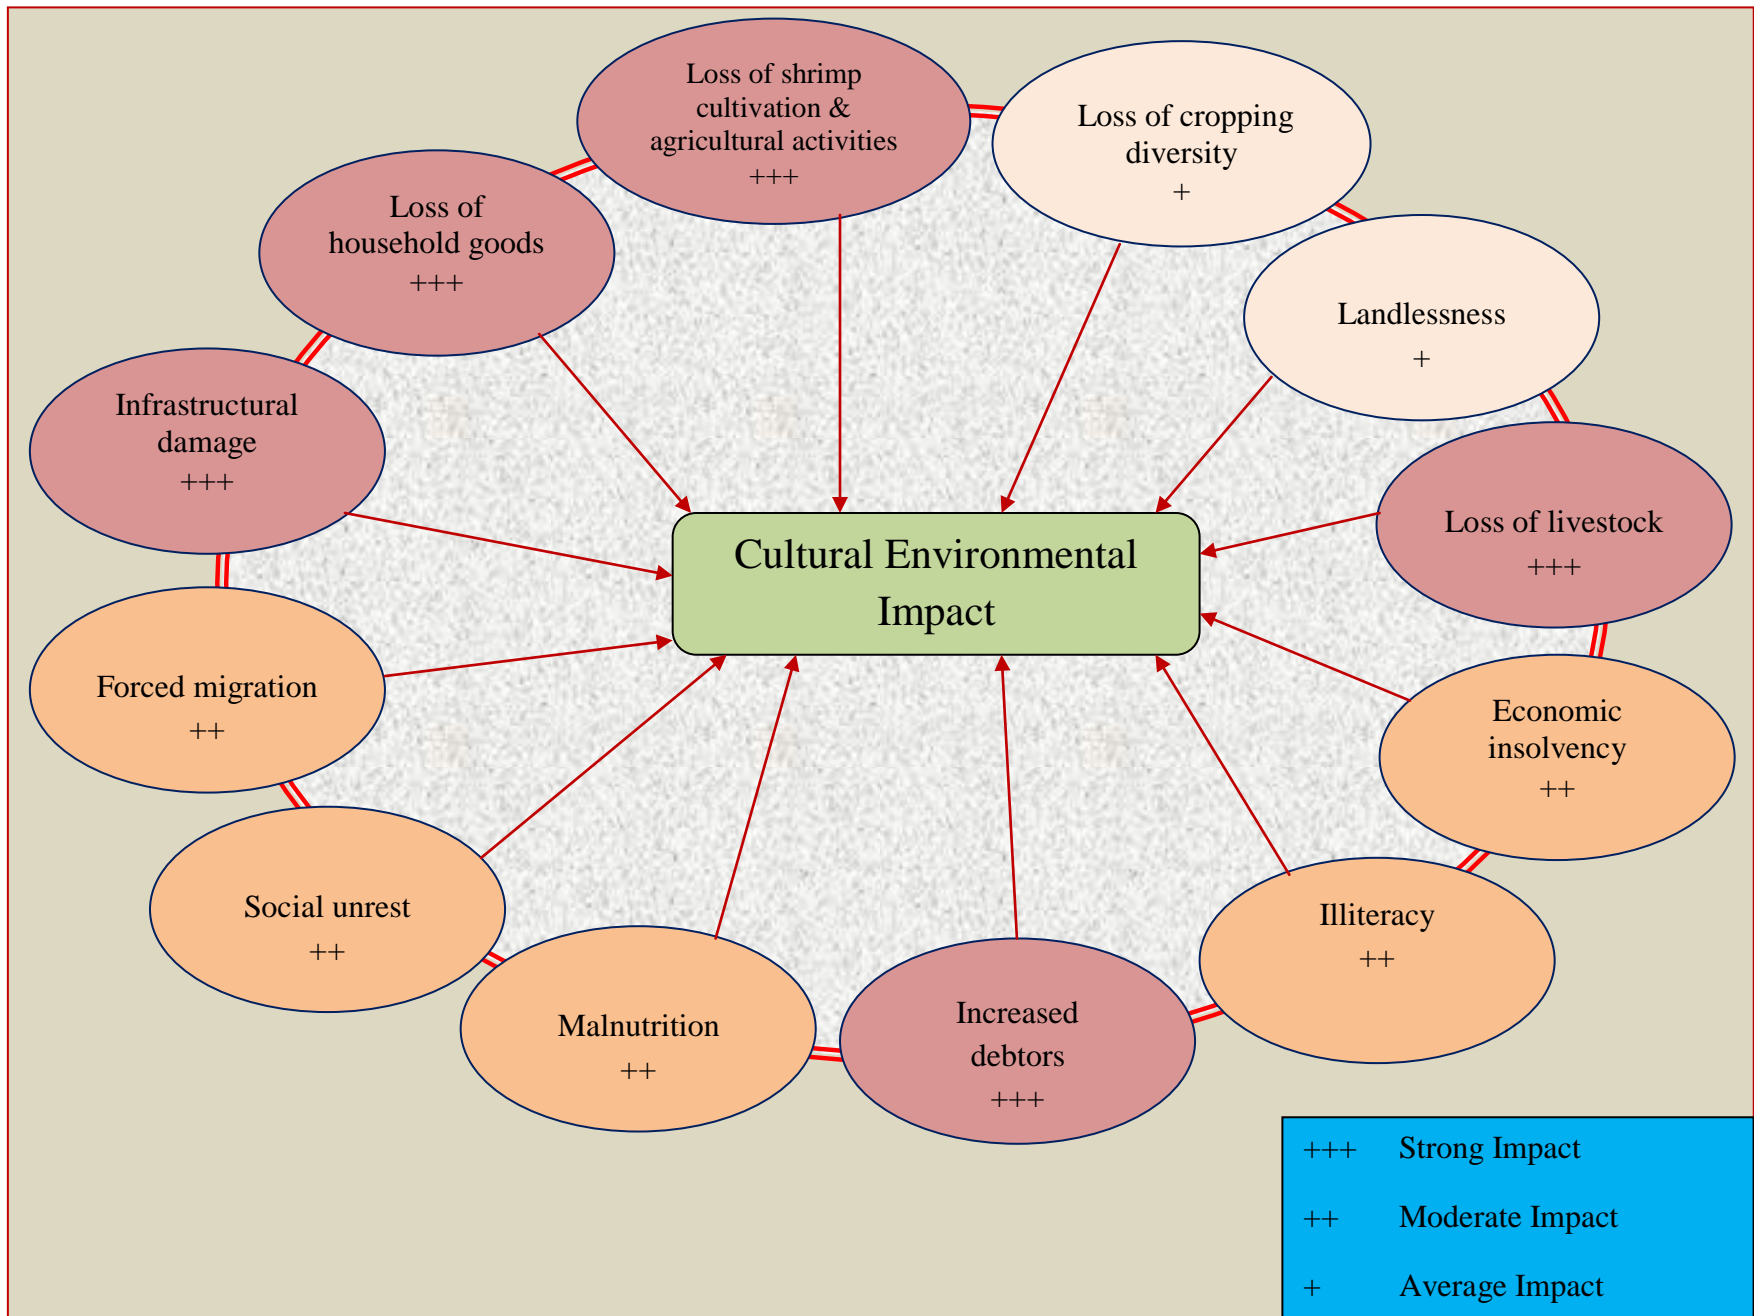 Loss of shrimp
cultivation &
agricultural activities
+++
Loss of cropping
diversity
+
Loss of
household goods
+++
Landlessness
+
Infrastructural
damage
+++
Loss of livestock
+++
Cultural Environmental
Impact
Forced migration
++
Economic
insolvency
++
Social unrest
++
Illiteracy
++
Malnutrition
++
Increased
debtors
+++
+++ Strong Impact
++ Moderate Impact
+ Average Impact